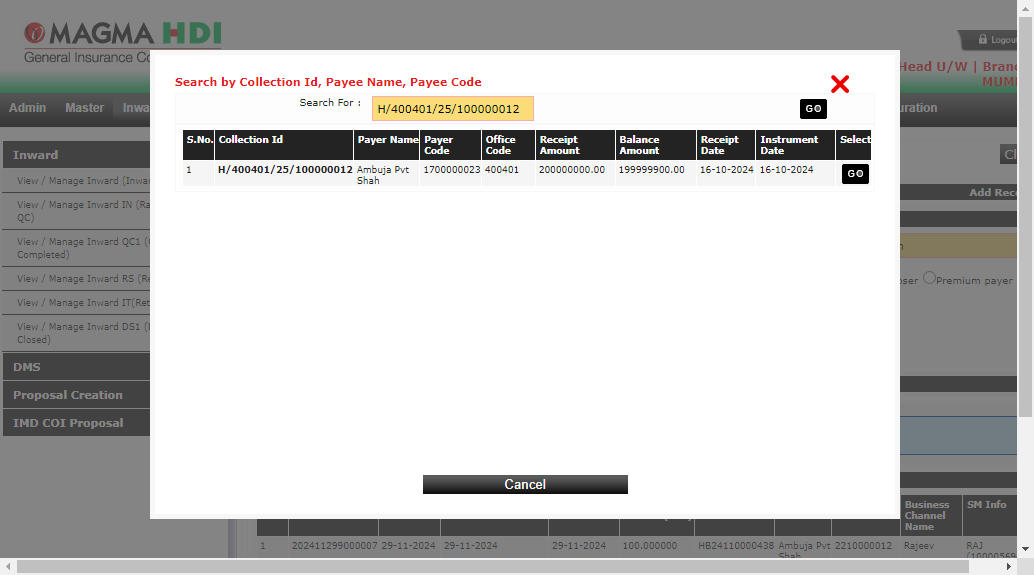 MAGMA HDI
General Insurance Co
Logout
Head U/W | Bran
MUM
Admin Master Inwa
uration
Search by Collection Id, Payee Name, Payee Code
Search For :
H/400401/25/100000012
GO
S.No. Collection Id Payer Name Payer Code Office Code Receipt Amount Balance Amount Receipt Date Instrument Date Select
1 H/400401/25/100000012 Ambuja Pvt Shah 1700000023 400401 200000000.00 199999900.00 16-10-2024 16-10-2024 GO
Inward
View / Manage Inward (Inwa
View / Manage Inward IN (Ra
QC)
View / Manage Inward QC1 (
Completed)
View / Manage Inward RS (Re
View / Manage Inward IT(Ret
View / Manage Inward DS1 (
Closed)
DMS
Proposal Creation
IMD COI Proposal
Cl
Add Rec
oser Premium payer
Cancel
Business Channel Name SM Info
1 202411299000007 29-11-2024 29-11-2024 29-11-2024 100.000000 HB24110000438 Ambuja Pvt 2210000012 Rajeev RAJ
Shah (10000569